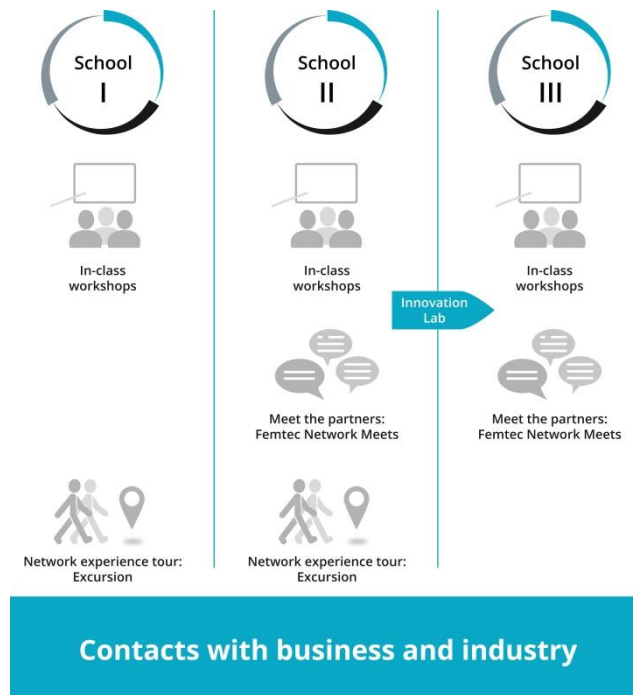 School
I
School
II
School
III
In-class
workshops
In-class
workshops
In-class
workshops
Innovation
Lab
Meet the partners:
Femtec Network Meets
Meet the partners:
Femtec Network Meets
Network experience tour:
Excursion
Network experience tour:
Excursion
Contacts with business and industry